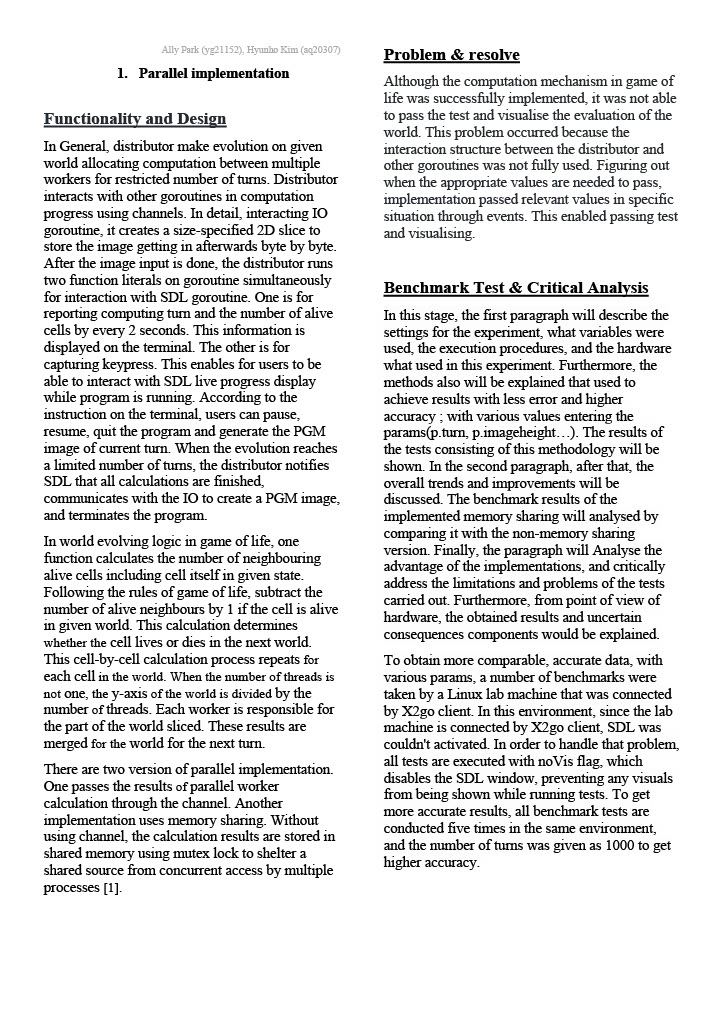 Ally Park (yg21152), Hyunho Kim (sq20307)
1. Parallel implementation
Functionality and Design
In General, distributor make evolution on given
world allocating computation between multiple
workers for restricted number of turns. Distributor
interacts with other goroutines in computation
progress using channels. In detail, interacting IO
goroutine, it creates a size-specified 2D slice to
store the image getting in afterwards byte by byte.
After the image input is done, the distributor runs
two function literals on goroutine simultaneously
for interaction with SDL goroutine. One is for
reporting computing turn and the number of alive
cells by every 2 seconds. This information is
displayed on the terminal. The other is for
capturing keypress. This enables for users to be
able to interact with SDL live progress display
while program is running. According to the
instruction on the terminal, users can pause,
resume, quit the program and generate the PGM
image of current turn. When the evolution reaches
a limited number of turns, the distributor notifies
SDL that all calculations are finished,
communicates with the IO to create a PGM image,
and terminates the program.
In world evolving logic in game of life, one
function calculates the number of neighbouring
alive cells including cell itself in given state.
Following the rules of game of life, subtract the
number of alive neighbours by 1 if the cell is alive
in given world. This calculation determines
whether the cell lives or dies in the next world.
This cell-by-cell calculation process repeats for
each cell in the world. When the number of threads is
not one, the y-axis of the world is divided by the
number of threads. Each worker is responsible for
the part of the world sliced. These results are
merged for the world for the next turn.
There are two version of parallel implementation.
One passes the results of parallel worker
calculation through the channel. Another
implementation uses memory sharing. Without
using channel, the calculation results are stored in
shared memory using mutex lock to shelter a
shared source from concurrent access by multiple
processes [1].
Problem & resolve
Although the computation mechanism in game of
life was successfully implemented, it was not able
to pass the test and visualise the evaluation of the
world. This problem occurred because the
interaction structure between the distributor and
other goroutines was not fully used. Figuring out
when the appropriate values are needed to pass,
implementation passed relevant values in specific
situation through events. This enabled passing test
and visualising.
Benchmark Test & Critical Analysis
In this stage, the first paragraph will describe the
settings for the experiment, what variables were
used, the execution procedures, and the hardware
what used in this experiment. Furthermore, the
methods also will be explained that used to
achieve results with less error and higher
accuracy ; with various values entering the
params(p.turn, p.imageheight…). The results of
the tests consisting of this methodology will be
shown. In the second paragraph, after that, the
overall trends and improvements will be
discussed. The benchmark results of the
implemented memory sharing will analysed by
comparing it with the non-memory sharing
version. Finally, the paragraph will Analyse the
advantage of the implementations, and critically
address the limitations and problems of the tests
carried out. Furthermore, from point of view of
hardware, the obtained results and uncertain
consequences components would be explained.
To obtain more comparable, accurate data, with
various params, a number of benchmarks were
taken by a Linux lab machine that was connected
by X2go client. In this environment, since the lab
machine is connected by X2go client, SDL was
couldn't activated. In order to handle that problem,
all tests are executed with noVis flag, which
disables the SDL window, preventing any visuals
from being shown while running tests. To get
more accurate results, all benchmark tests are
conducted five times in the same environment,
and the number of turns was given as 1000 to get
higher accuracy.